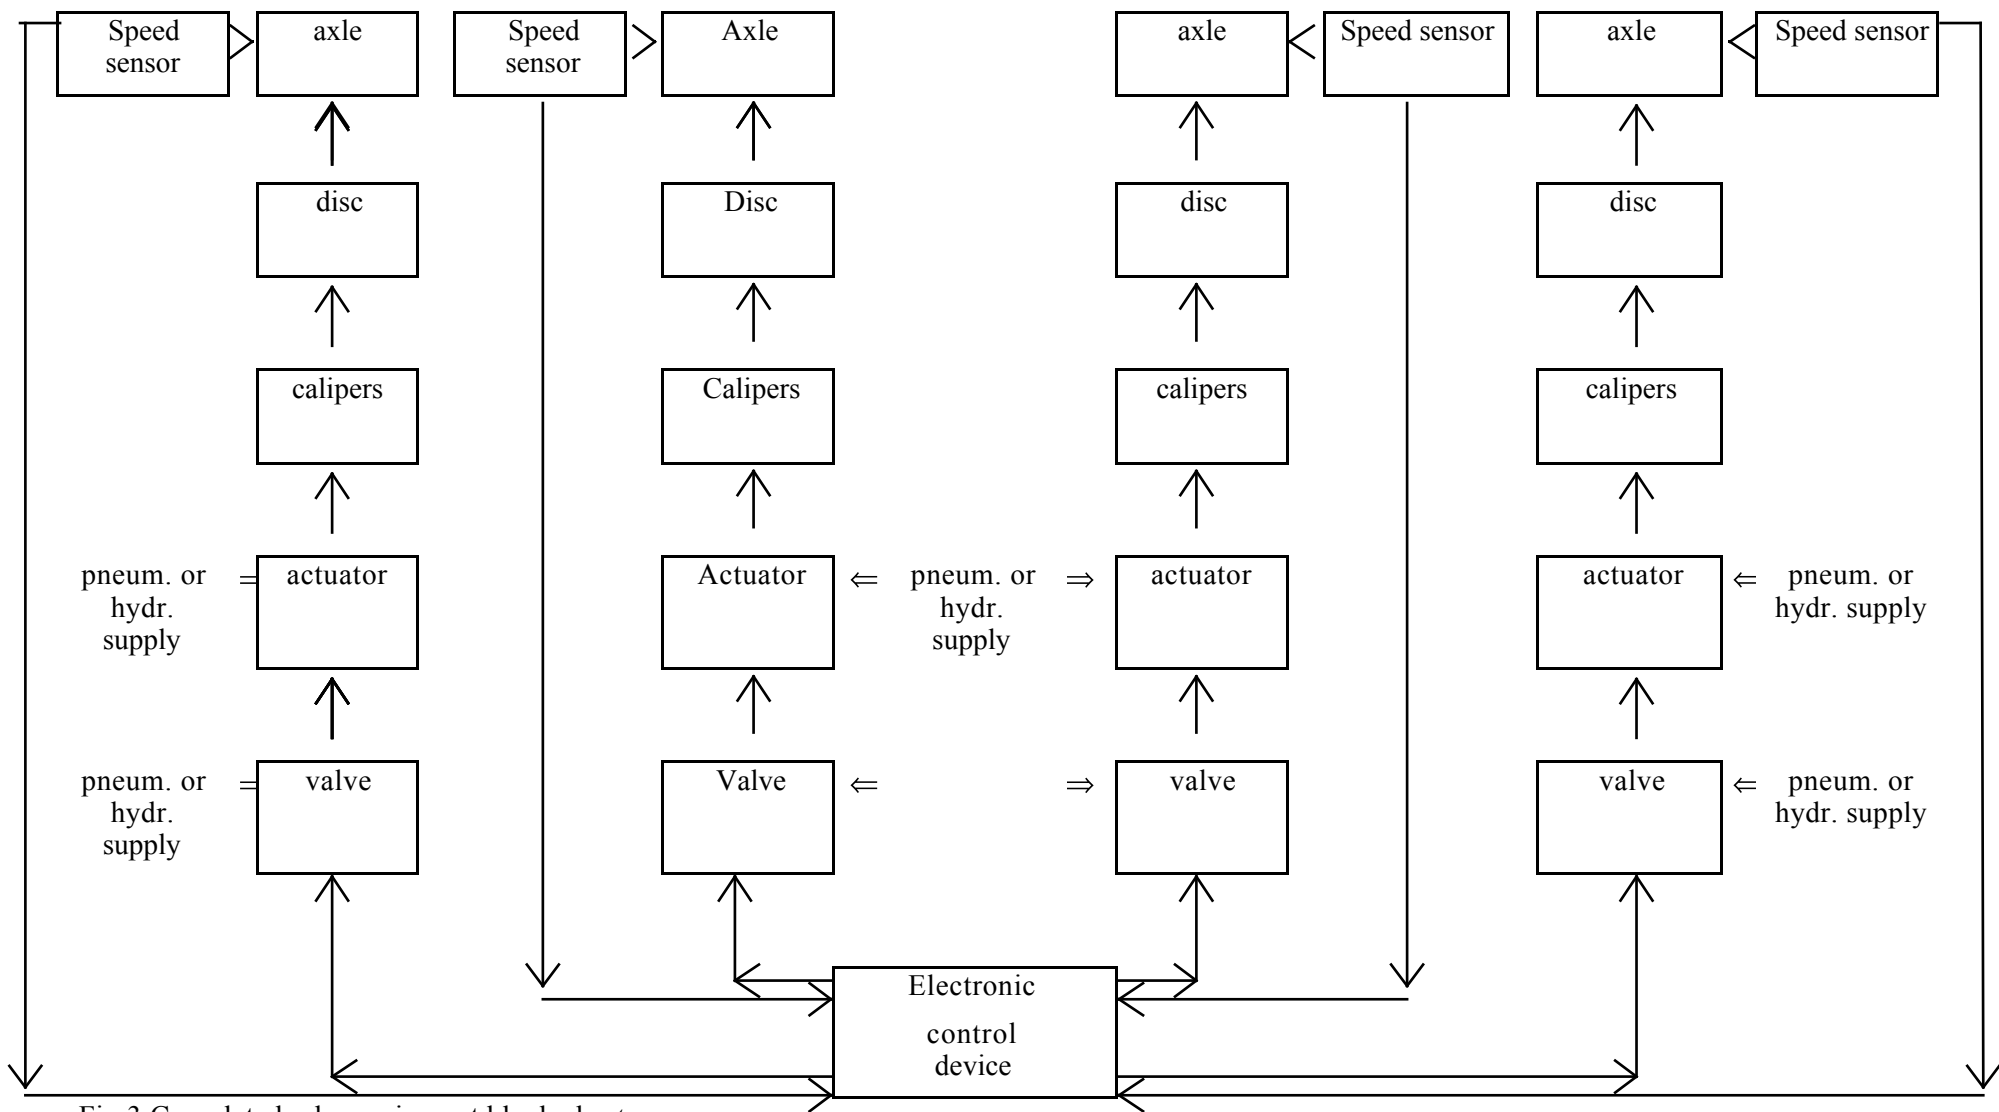 Speed
sensor
axle
Speed
sensor
Axle
axle
Speed sensor
axle
Speed sensor
disc
Disc
disc
disc
calipers
Calipers
calipers
calipers
pneum. or
hydr.
supply
=
actuator
Actuator
⇐
pneum. or
hydr.
supply
⇒
actuator
actuator
⇐
pneum. or
hydr. supply
pneum. or
hydr.
supply
=
valve
Valve
⇐
⇒
valve
valve
⇐
pneum. or
hydr. supply
Electronic
control
device